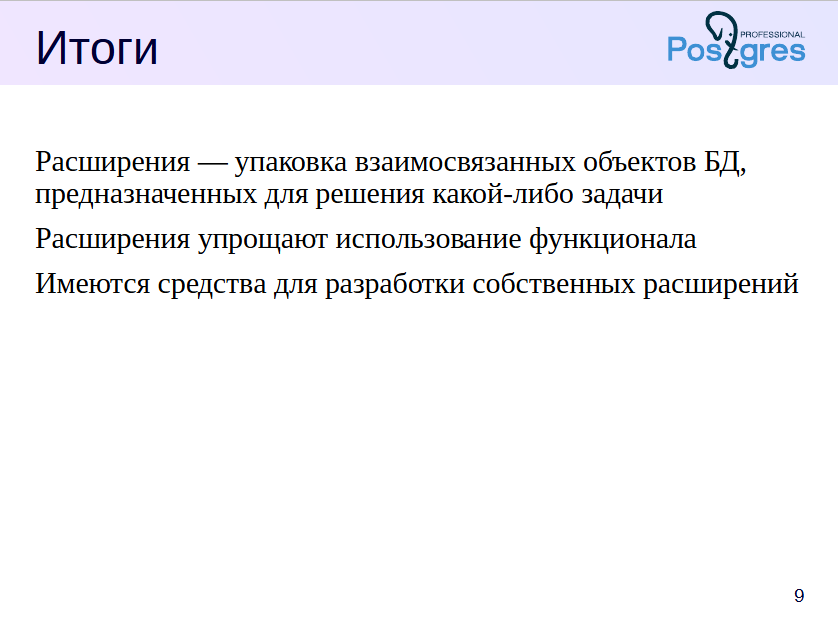 Итоги
PROFESSIONAL
Postgres
Расширения — упаковка взаимосвязанных объектов БД,
предназначенных для решения какой-либо задачи
Расширения упрощают использование функционала
Имеются средства для разработки собственных расширений
9